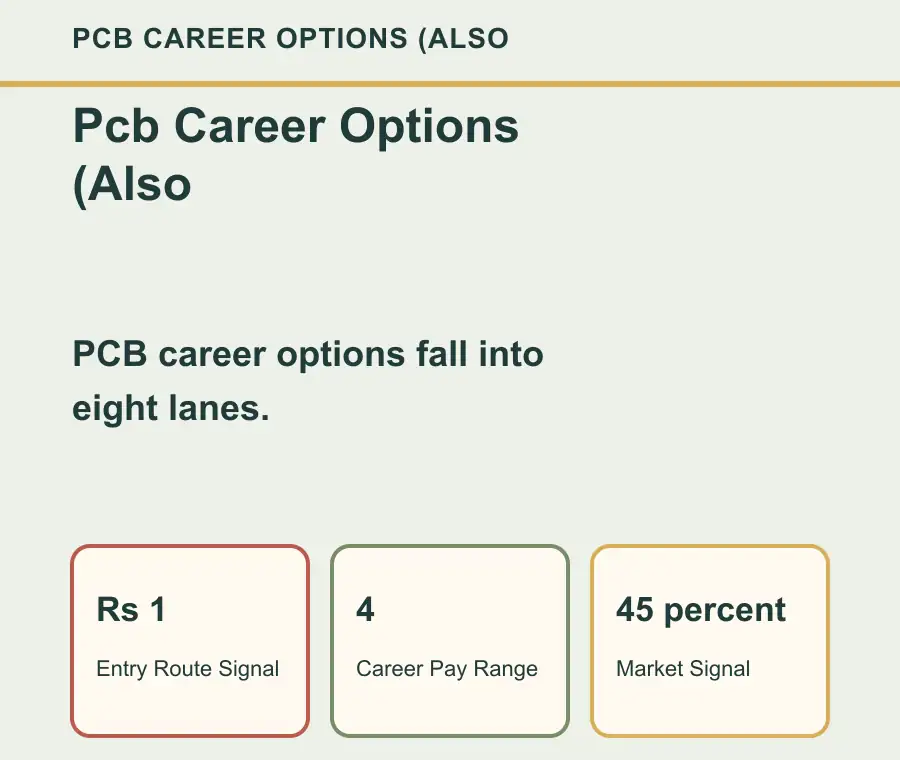 PCB CAREER OPTIONS (ALSO
Pcb Career Options
(Also
PCB career options fall into
eight lanes.
Rs 1
Entry Route Signal
4
Career Pay Range
45 percent
Market Signal